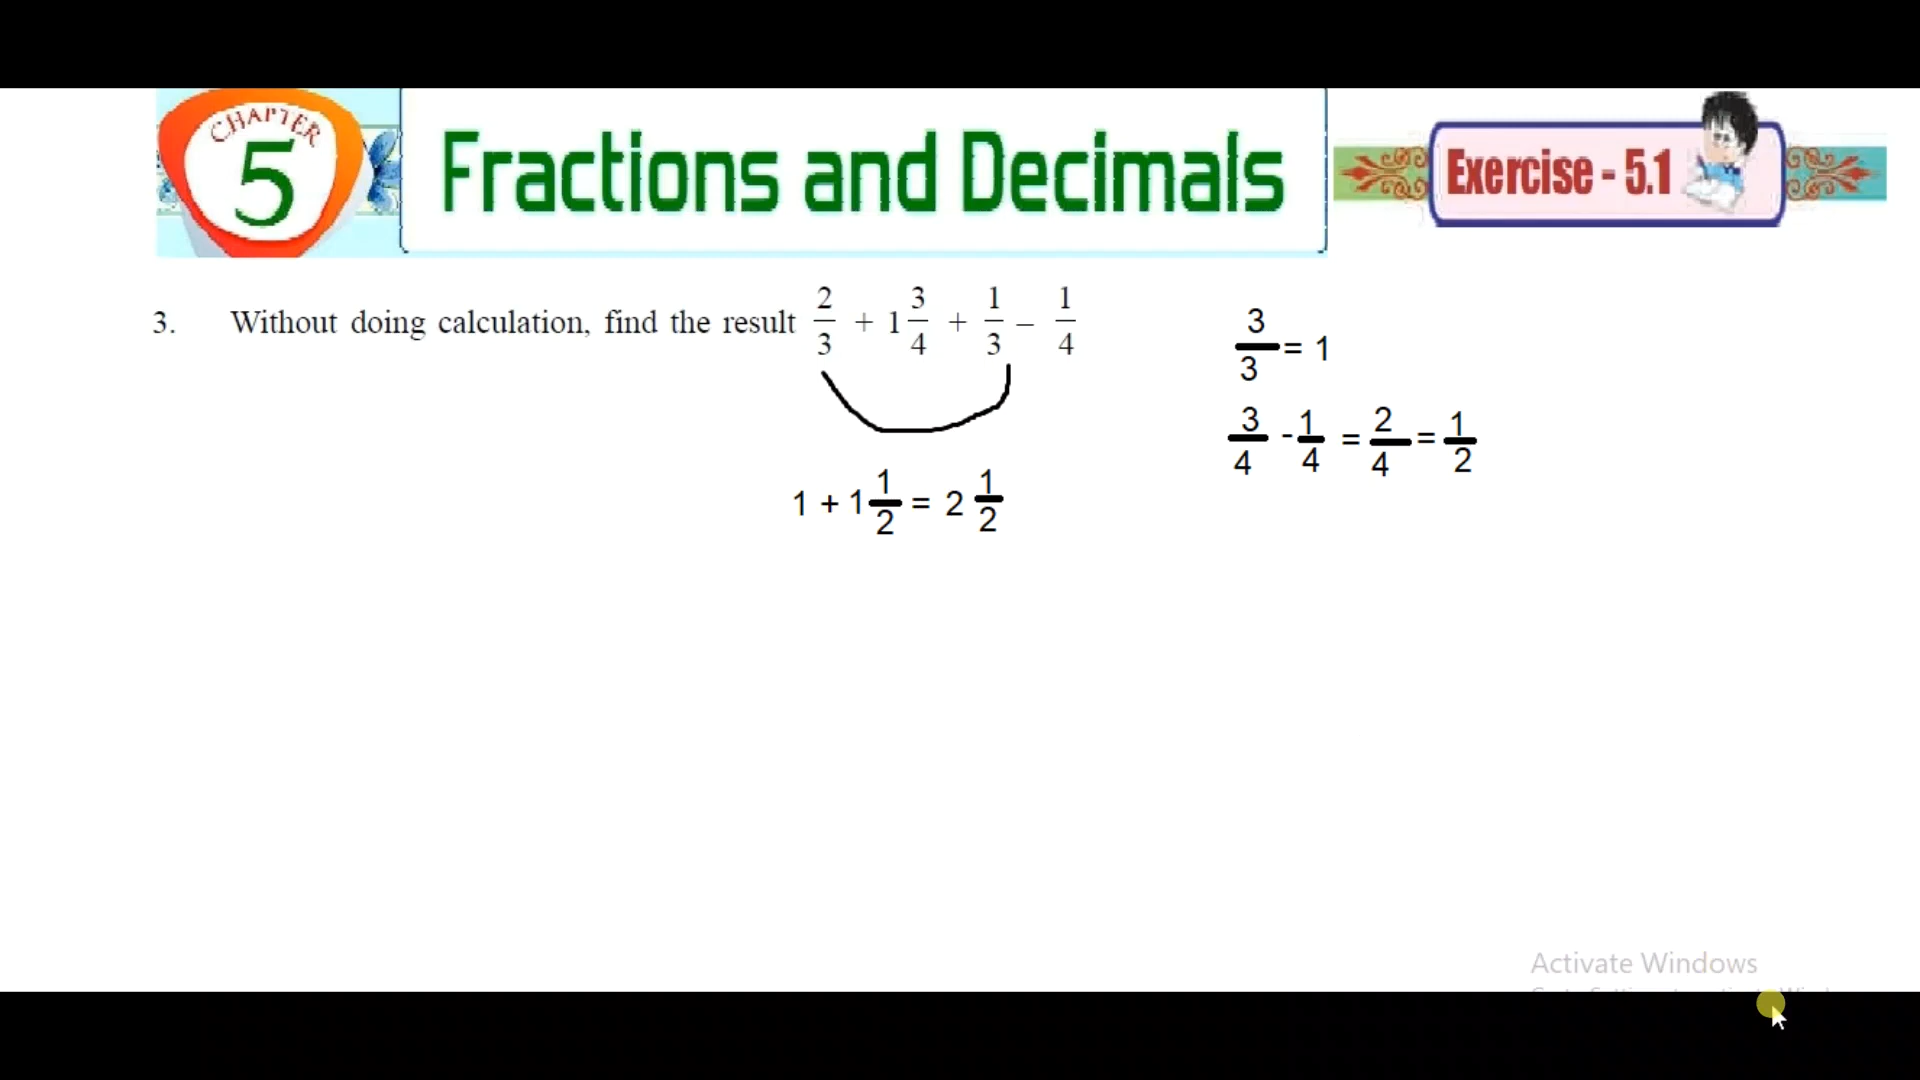 CHAPTER
5
Fractions and Decimals
Exercise - 5.1
3. Without doing calculation, find the result 2/3 + 1 3/4 + 1/3 – 1/4
3/3 = 1
3/4 - 1/4 = 2/4 = 1/2
1 + 1 1/2 = 2 1/2
Activate Windows